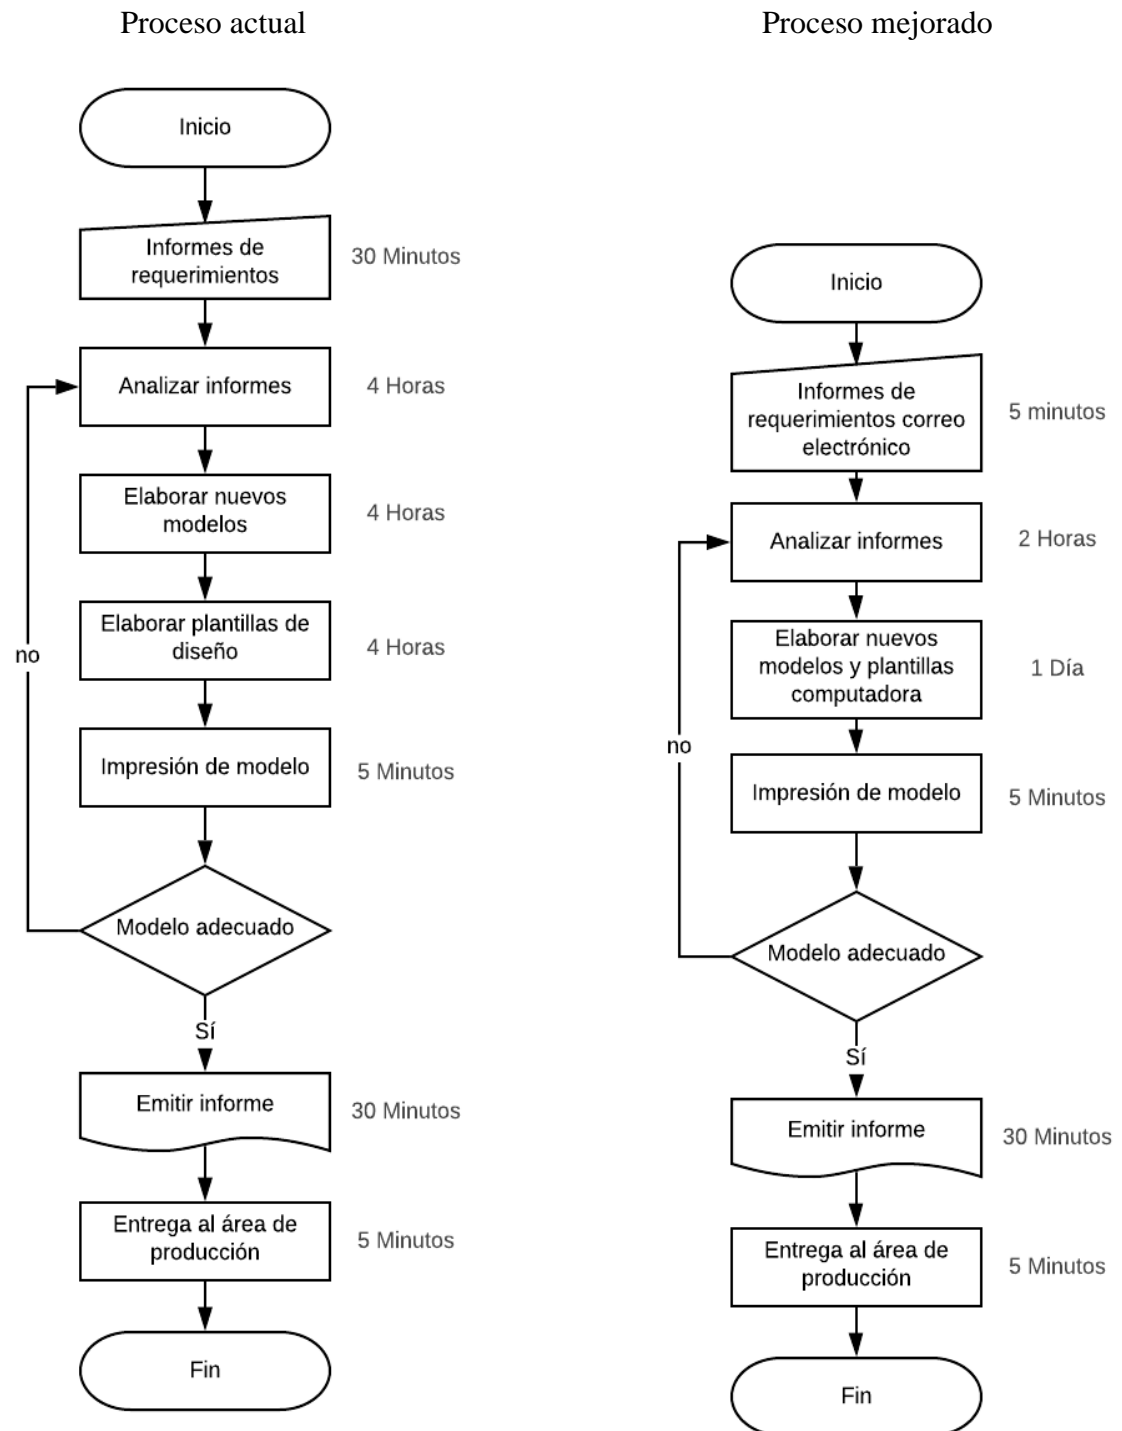 Proceso actual
Inicio
Informes de
requerimientos
30 Minutos
Analizar informes
4 Horas
Elaborar nuevos
modelos
4 Horas
Elaborar plantillas de
diseño
4 Horas
no
Impresión de modelo
5 Minutos
Modelo adecuado
Sí
Emitir informe
30 Minutos
Entrega al área de
producción
5 Minutos
Fin
Proceso mejorado
Inicio
Informes de
requerimientos correo
electrónico
5 minutos
Analizar informes
2 Horas
Elaborar nuevos
modelos y plantillas
computadora
1 Día
no
Impresión de modelo
5 Minutos
Modelo adecuado
Sí
Emitir informe
30 Minutos
Entrega al área de
producción
5 Minutos
Fin